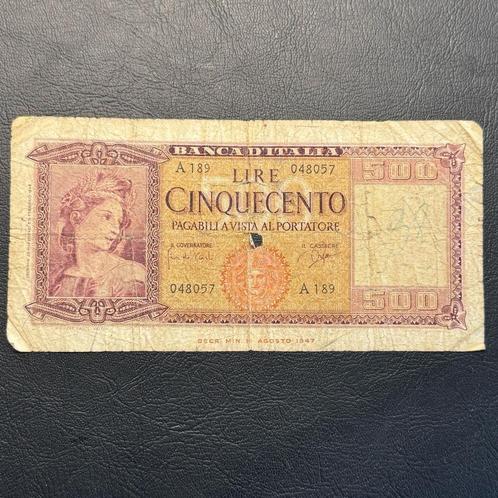 BANCA D'ITALIA
500
A 189 048057
LIRE
CINQUECENTO
PAGABILI A VISTA AL PORTATORE
IL GOVERNATORE IL CASSIERE
048057 A 189
500
DECR. MIN. 14 AGOSTO 1947